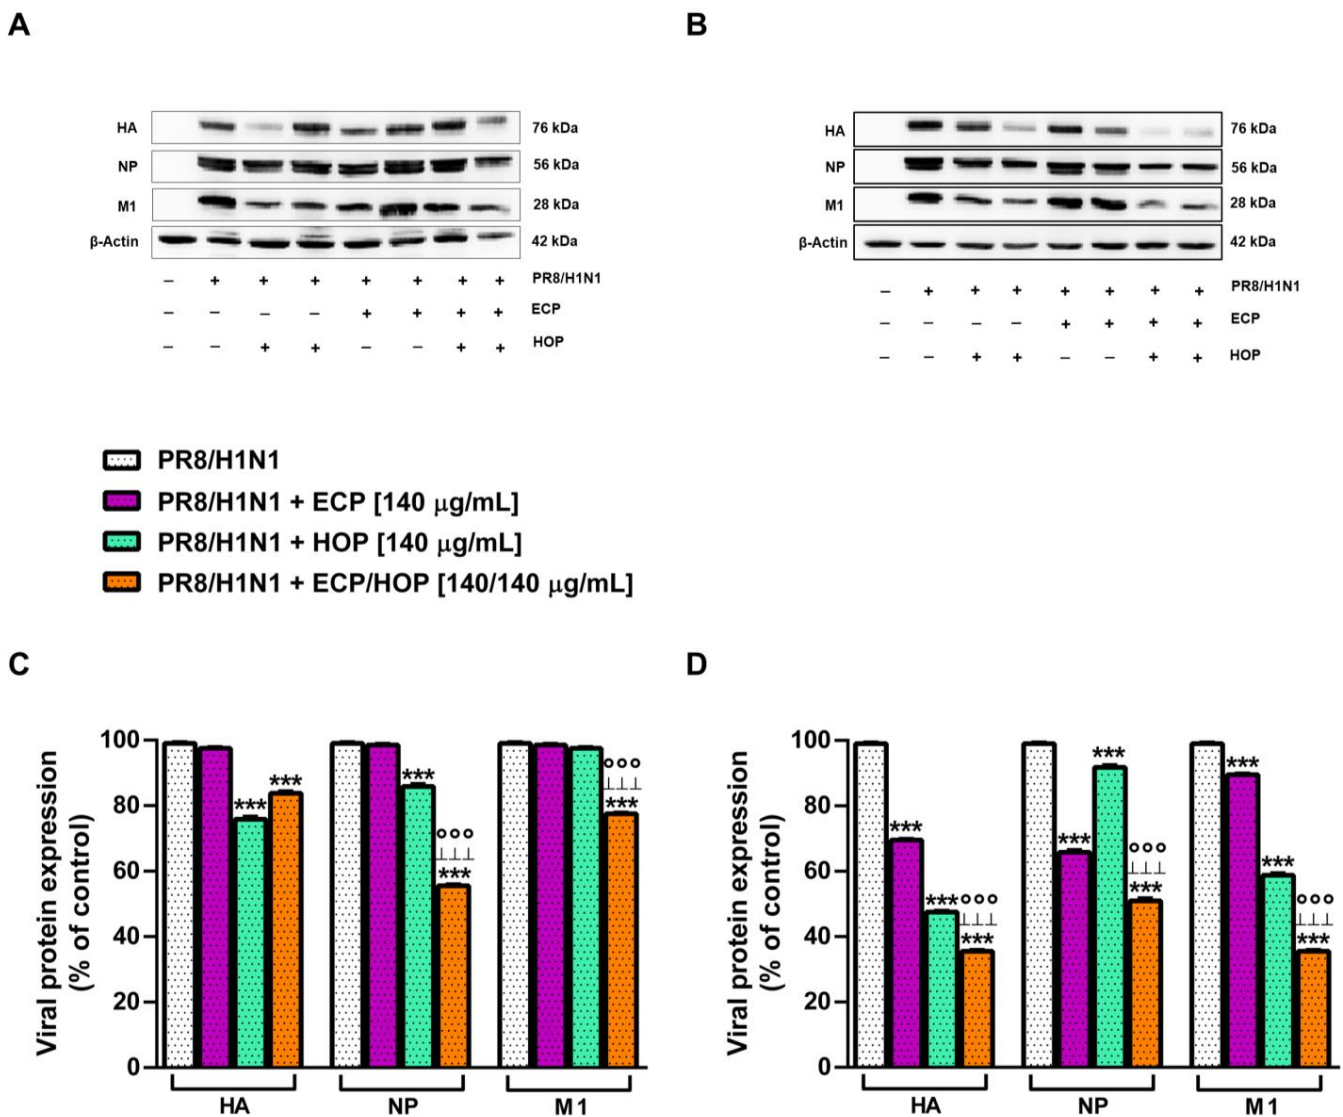 A
HA 76 kDa
NP 56 kDa
M1 28 kDa
β-Actin 42 kDa
– + + + + + + + PR8/H1N1
– – – – + + + + ECP
– – + + – – + + HOP
B
HA 76 kDa
NP 56 kDa
M1 28 kDa
β-Actin 42 kDa
– + + + + + + + PR8/H1N1
– – – – + + + + ECP
– – + + – – + + HOP
PR8/H1N1
PR8/H1N1 + ECP [140 µg/mL]
PR8/H1N1 + HOP [140 µg/mL]
PR8/H1N1 + ECP/HOP [140/140 µg/mL]
C
Viral protein expression
(% of control)
100
80
60
40
20
0
*** ***
*** °°° ⊥⊥⊥ ***
°°° ⊥⊥⊥ ***
HA NP M1
D
Viral protein expression
(% of control)
100
80
60
40
20
0
*** *** °°° ⊥⊥⊥ ***
*** *** °°° ⊥⊥⊥ ***
*** *** °°° ⊥⊥⊥ ***
HA NP M1